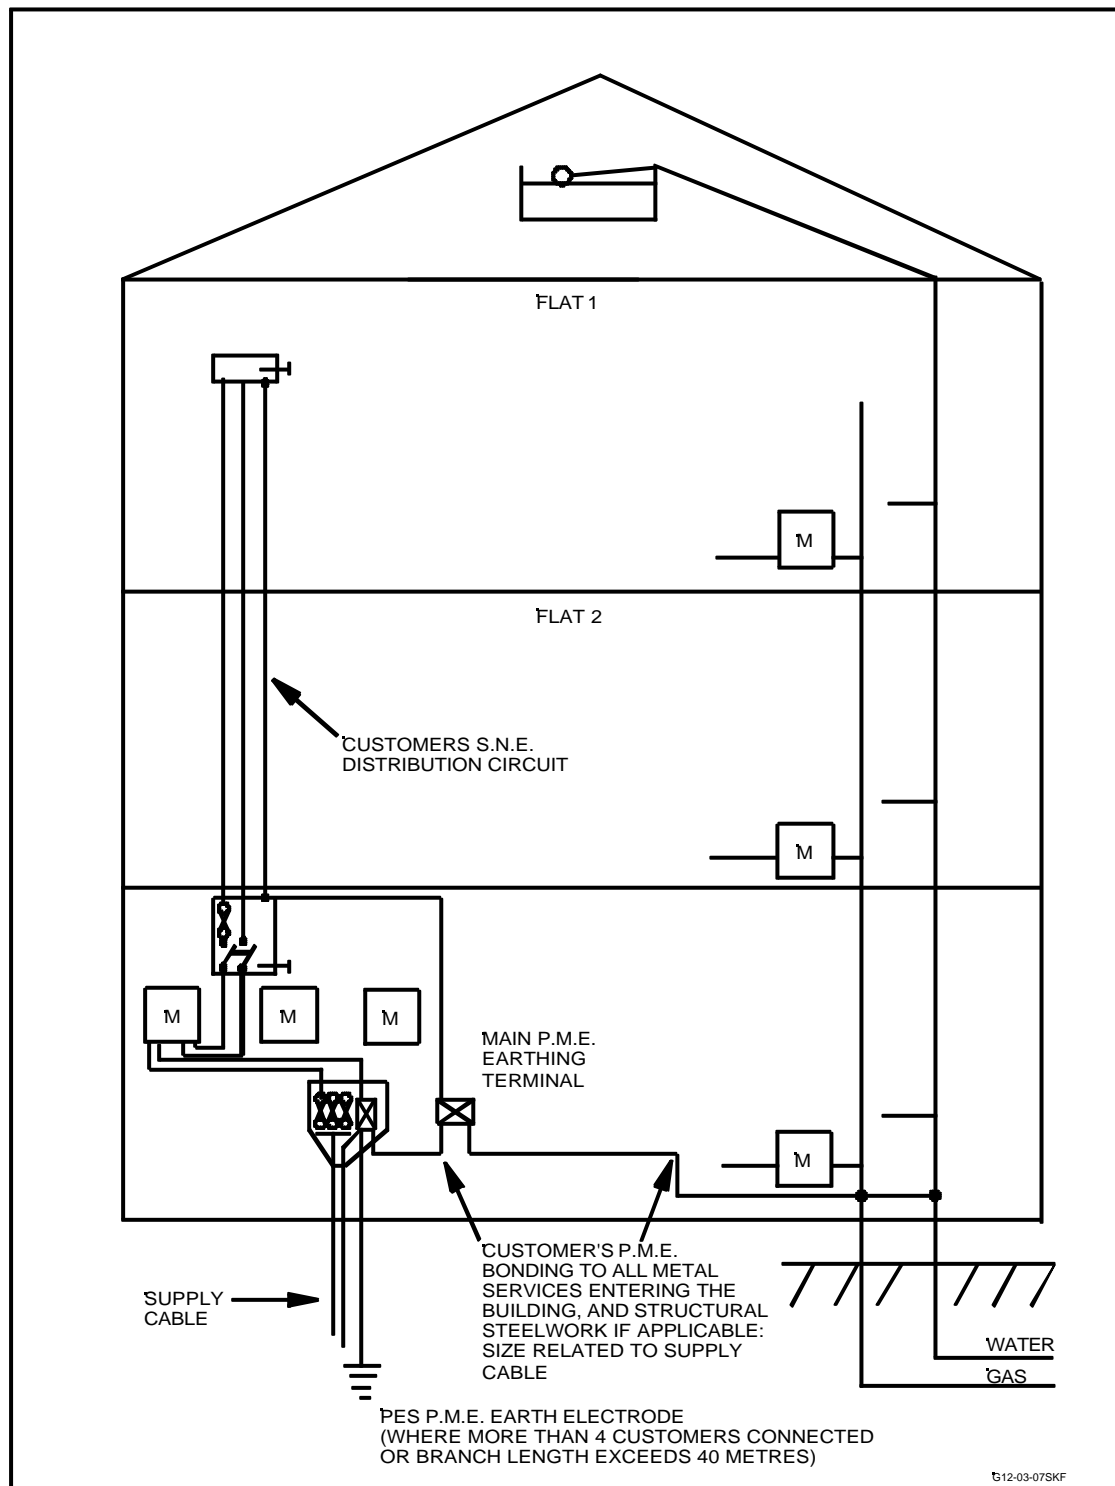 FLAT 1
M
FLAT 2
CUSTOMERS S.N.E.
DISTRIBUTION CIRCUIT
M
M
M
M
MAIN P.M.E.
EARTHING
TERMINAL
M
CUSTOMER'S P.M.E.
BONDING TO ALL METAL
SERVICES ENTERING THE
BUILDING, AND STRUCTURAL
STEELWORK IF APPLICABLE:
SIZE RELATED TO SUPPLY
CABLE
SUPPLY
CABLE
WATER
GAS
PES P.M.E. EARTH ELECTRODE
(WHERE MORE THAN 4 CUSTOMERS CONNECTED
OR BRANCH LENGTH EXCEEDS 40 METRES)
G12-03-07SKF